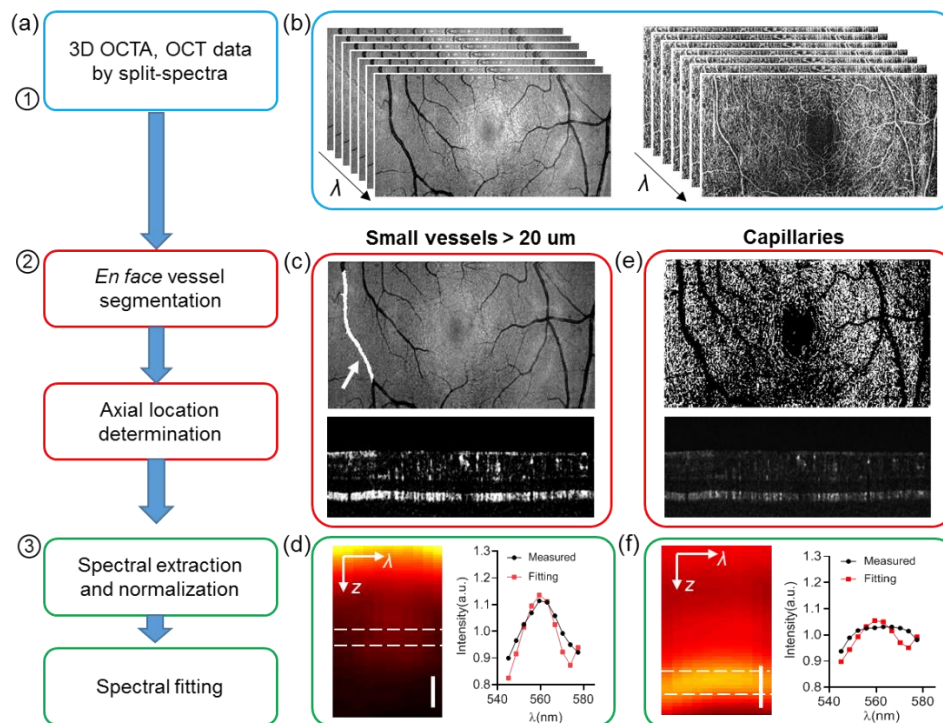 (a)
3D OCTA, OCT data
by split-spectra
①
②
En face vessel
segmentation
Axial location
determination
③
Spectral extraction
and normalization
Spectral fitting
(b)
λ
λ
Small vessels > 20 um
Capillaries
(c)
(e)
(d)
λ
z
Intensity(a.u.)
1.3
1.2
1.1
1.0
0.9
0.8
Measured
Fitting
540
560
580
λ(nm)
(f)
λ
z
Intensity(a.u.)
1.3
1.2
1.1
1.0
0.9
0.8
Measured
Fitting
540
560
580
λ(nm)